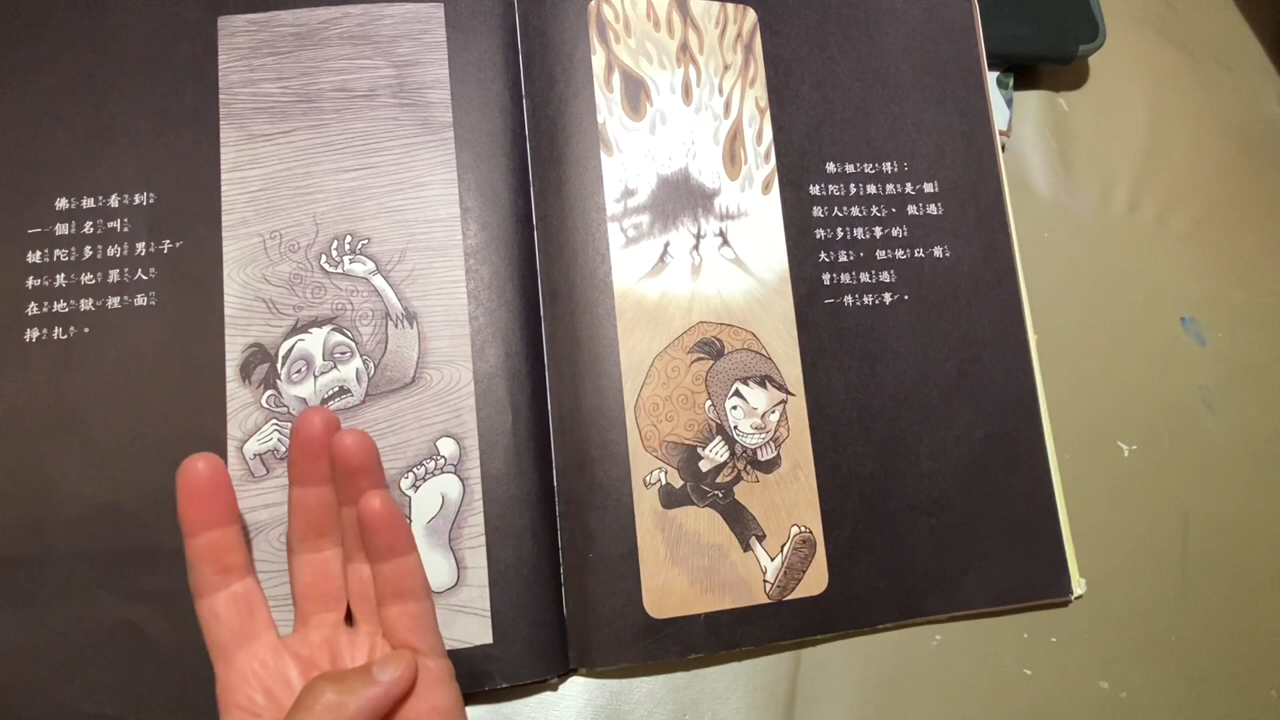 佛祖看到
一個名叫
犍陀多的男子
和其他罪人
在地獄裡面
掙扎。
佛祖記得：
犍陀多雖然是個
殺人放火、做過
許多壞事的
大盜，但他以前
曾經做過
一件好事。